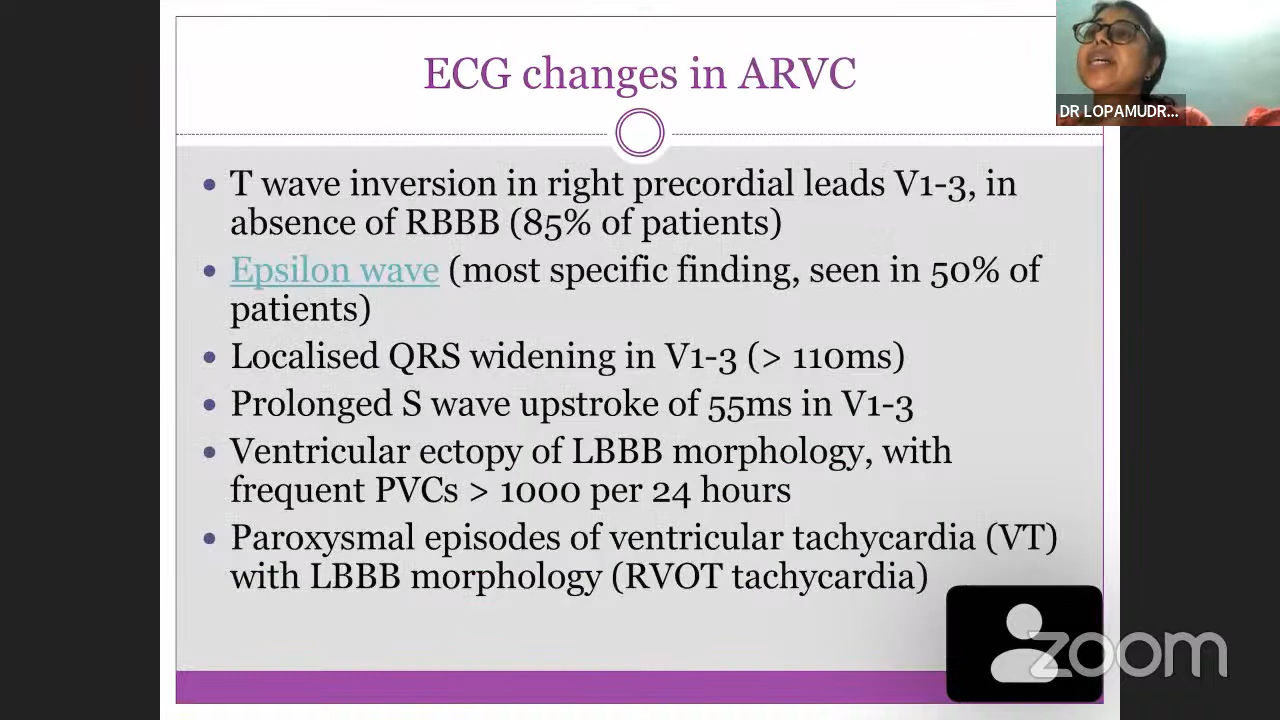 ECG changes in ARVC
DR LOPAMUDR...
• T wave inversion in right precordial leads V1-3, in
absence of RBBB (85% of patients)
• Epsilon wave (most specific finding, seen in 50% of
patients)
• Localised QRS widening in V1-3 (> 110ms)
• Prolonged S wave upstroke of 55ms in V1-3
• Ventricular ectopy of LBBB morphology, with
frequent PVCs > 1000 per 24 hours
• Paroxysmal episodes of ventricular tachycardia (VT)
with LBBB morphology (RVOT tachycardia)
zoom